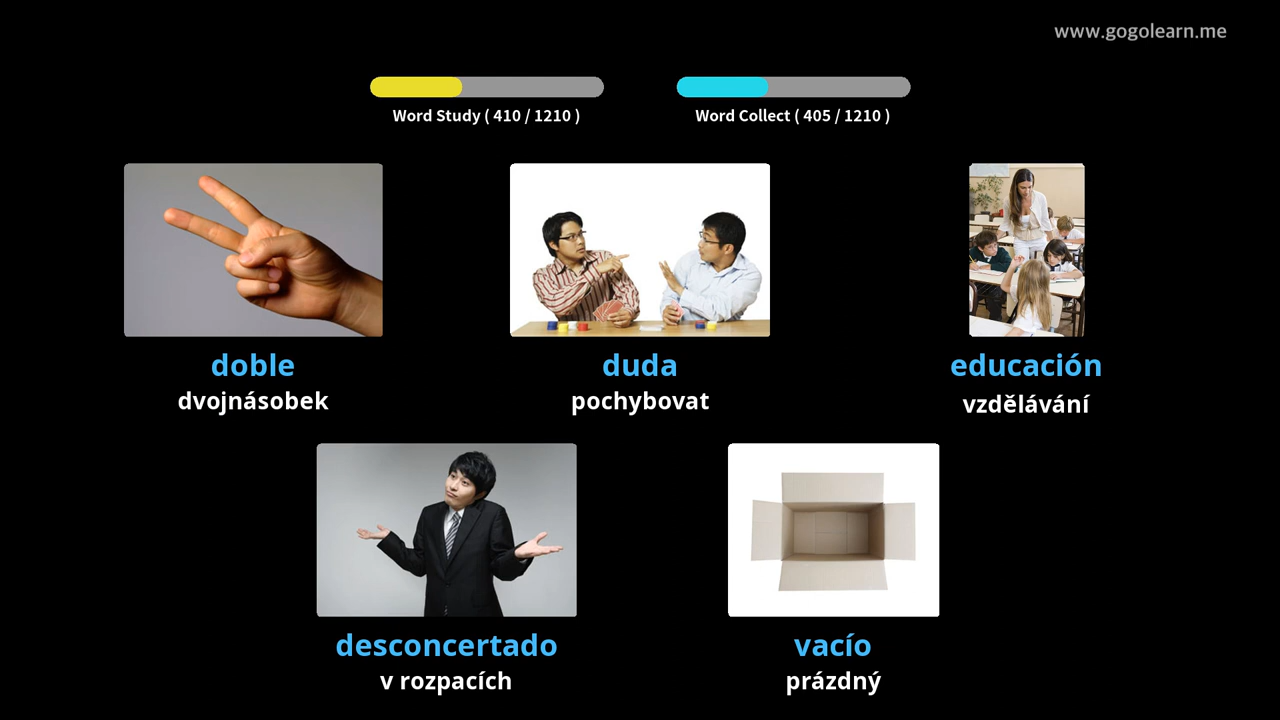 www.gogolearn.me
Word Study ( 410 / 1210 )
Word Collect ( 405 / 1210 )
doble
dvojnásobek
duda
pochybovat
educación
vzdělávání
desconcertado
v rozpacích
vacío
prázdný